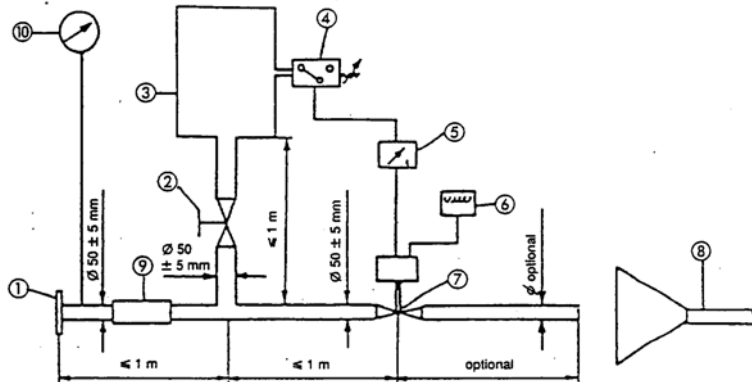 ⑩
④
③
⑤
②
⑥
≤ 1 m
Ø 50 ± 5 mm
Ø 50
± 5 mm
Ø 50 ± 5 mm
Ø optional
①
⑨
⑦
⑧
≤ 1 m
≤ 1 m
optional